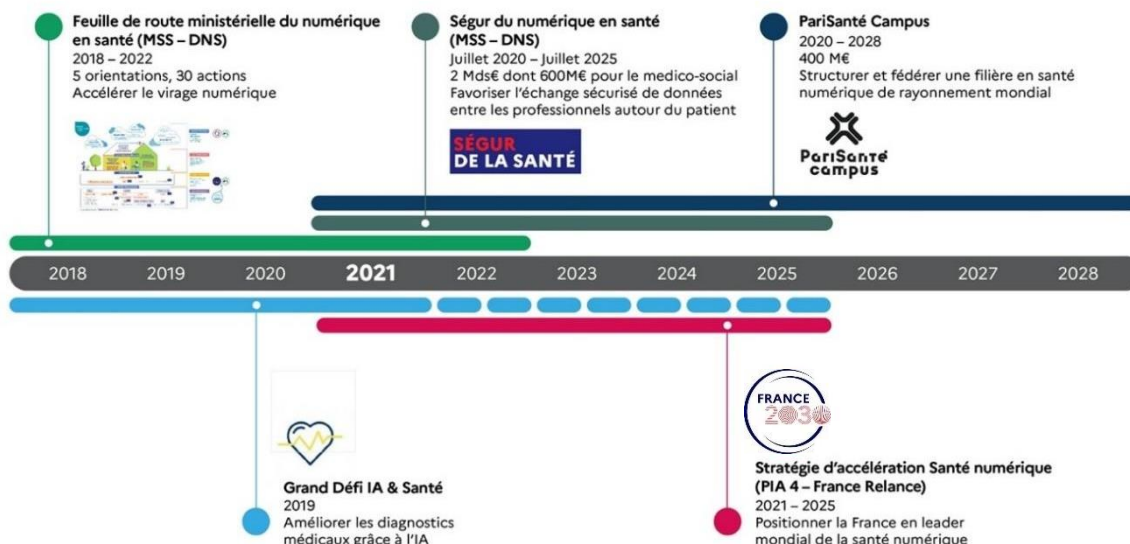 Feuille de route ministérielle du numérique
en santé (MSS – DNS)
2018 – 2022
5 orientations, 30 actions
Accélérer le virage numérique
Ségur du numérique en santé
(MSS – DNS)
Juillet 2020 – Juillet 2025
2 Mds€ dont 600M€ pour le medico-social
Favoriser l'échange sécurisé de données
entre les professionnels autour du patient
SÉGUR
DE LA SANTÉ
PariSanté Campus
2020 – 2028
400 M€
Structurer et fédérer une filière en santé
numérique de rayonnement mondial
PariSanté
campus
2018 2019 2020 2021 2022 2023 2024 2025 2026 2027 2028
Grand Défi IA & Santé
2019
Améliorer les diagnostics
médicaux grâce à l'IA
FRANCE
2030
Stratégie d'accélération Santé numérique
(PIA 4 – France Relance)
2021 – 2025
Positionner la France en leader
mondial de la santé numérique